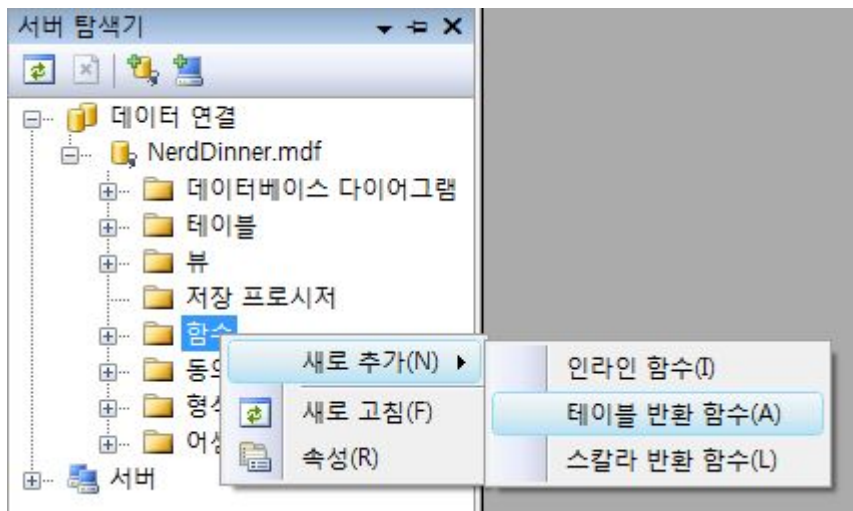 서버 탐색기
데이터 연결
NerdDinner.mdf
데이터베이스 다이어그램
테이블
뷰
저장 프로시저
함수
새로 추가(N)
인라인 함수(I)
형식
새로 고침(F)
테이블 반환 함수(A)
속성(R)
스칼라 반환 함수(L)
서버